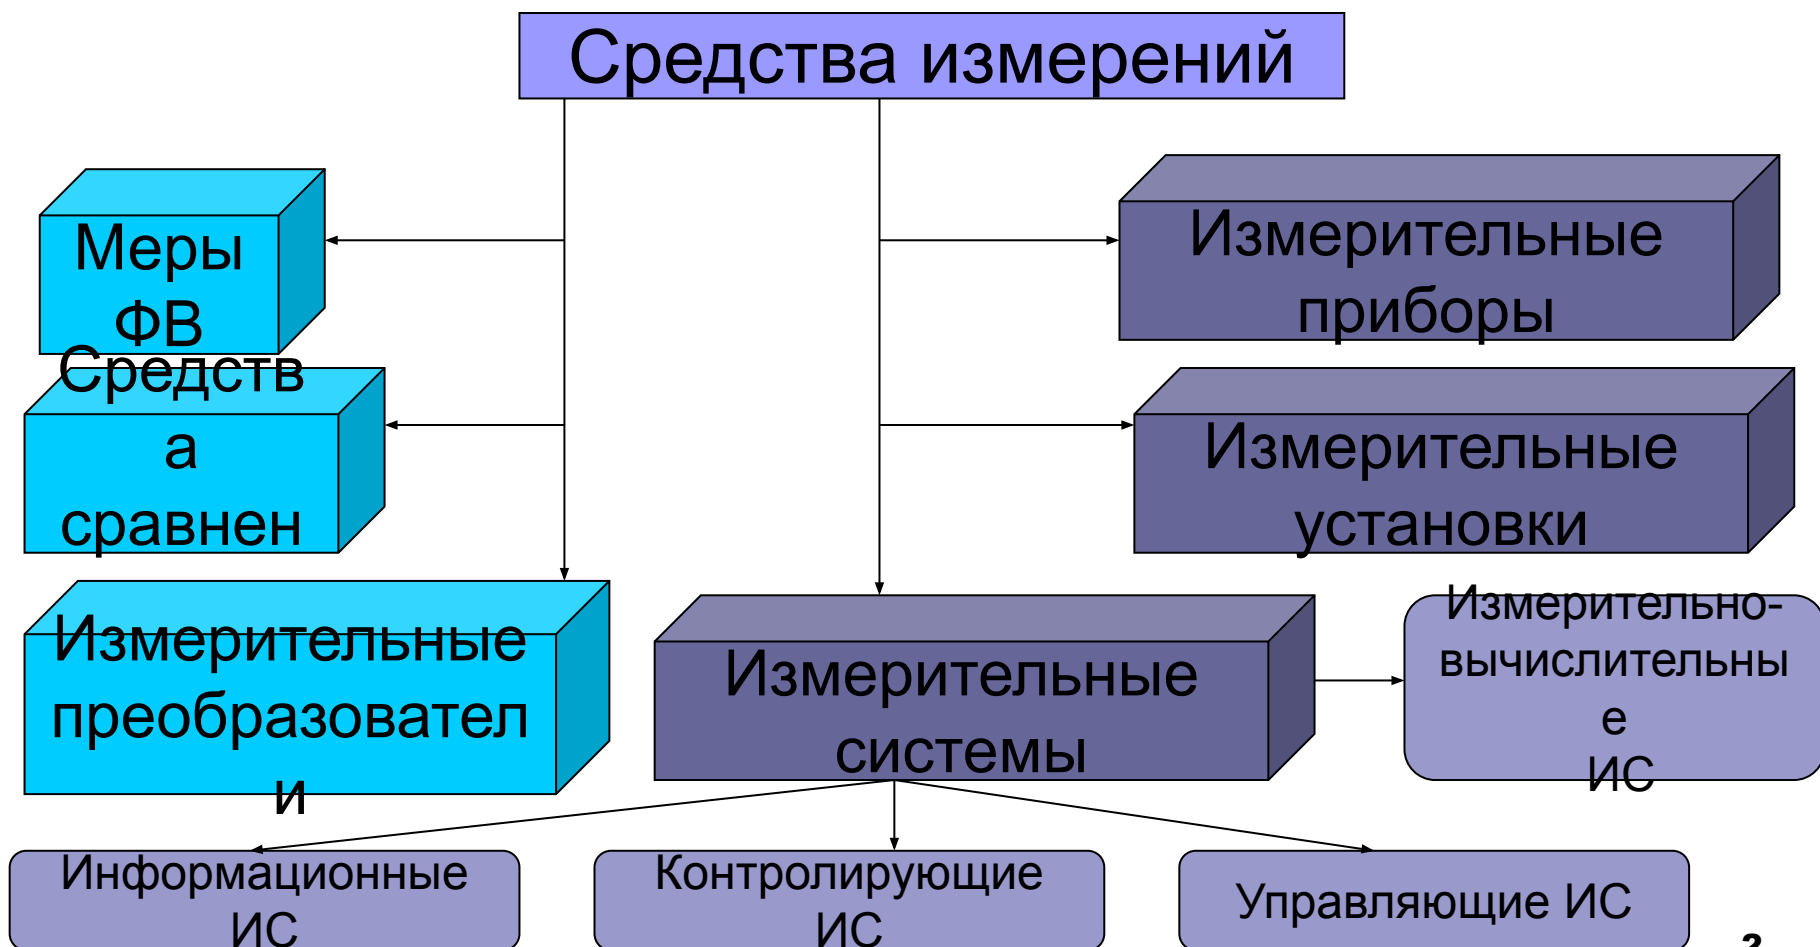 Средства измерений
Меры
ФВ
Измерительные
приборы
Средств
а
сравнен
Измерительные
установки
Измерительные
преобразовател
и
Измерительные
системы
Измерительно-
вычислительны
е
ИС
Информационные
ИС
Контролирующие
ИС
Управляющие ИС